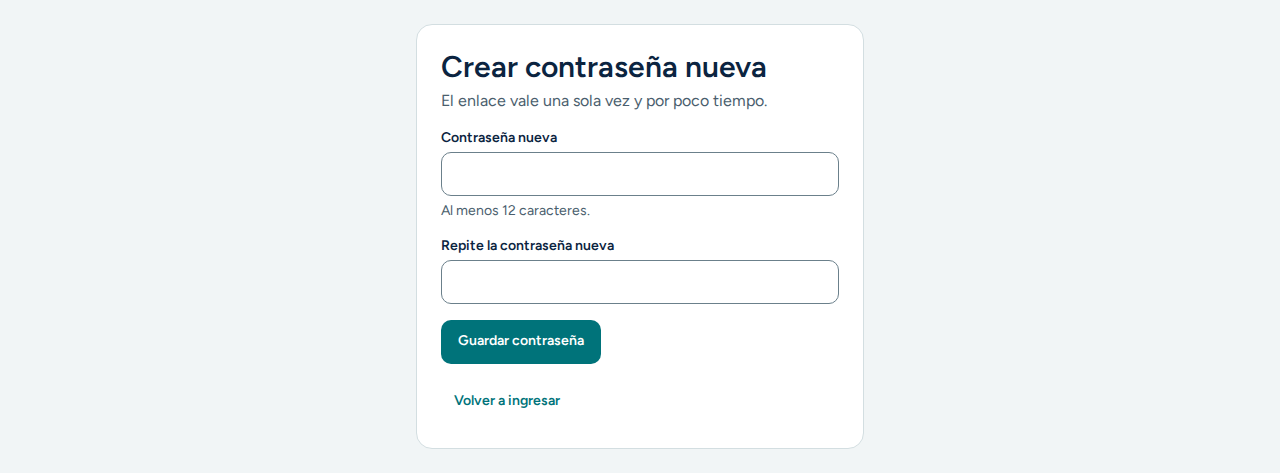 Crear contraseña nueva
El enlace vale una sola vez y por poco tiempo.
Contraseña nueva
Al menos 12 caracteres.
Repite la contraseña nueva
Guardar contraseña
Volver a ingresar